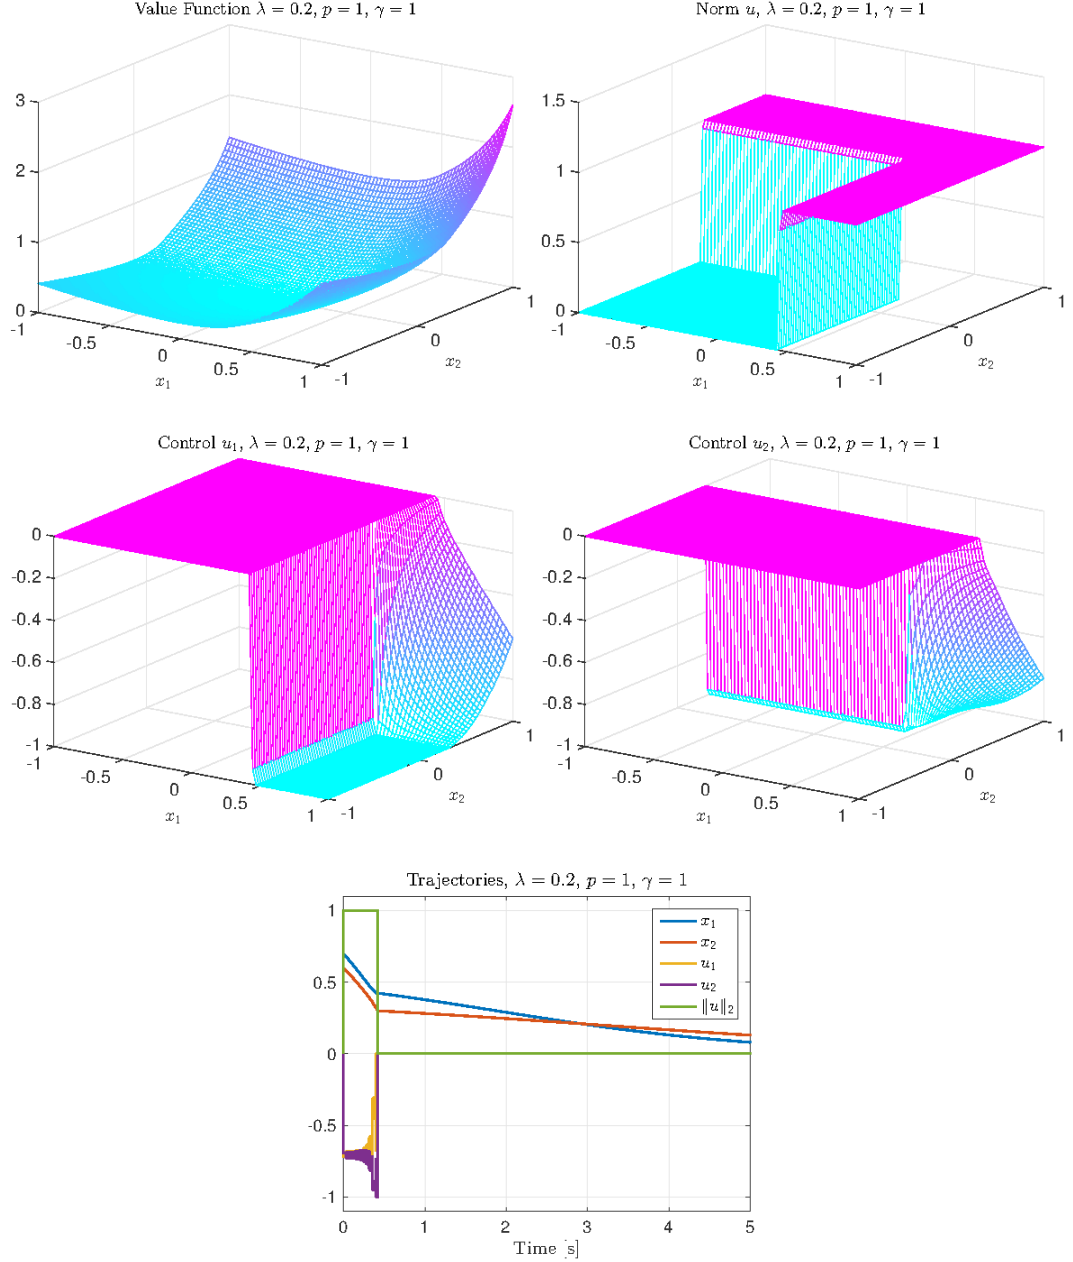 Value Function λ = 0.2, p = 1, γ = 1
3
2
1
0
-1
-0.5
0
0.5
1
x₁
-1
0
1
x₂
Norm u, λ = 0.2, p = 1, γ = 1
1.5
1
0.5
0
-1
-0.5
0
0.5
1
x₁
-1
0
1
x₂
Control u₁, λ = 0.2, p = 1, γ = 1
0
-0.2
-0.4
-0.6
-0.8
-1
-1
-0.5
0
0.5
1
x₁
-1
0
1
x₂
Control u₂, λ = 0.2, p = 1, γ = 1
0
-0.2
-0.4
-0.6
-0.8
-1
-1
-0.5
0
0.5
1
x₁
-1
0
1
x₂
Trajectories, λ = 0.2, p = 1, γ = 1
1
0.5
0
-0.5
-1
x₁
x₂
u₁
u₂
‖u‖₂
0 1 2 3 4 5
Time [s]